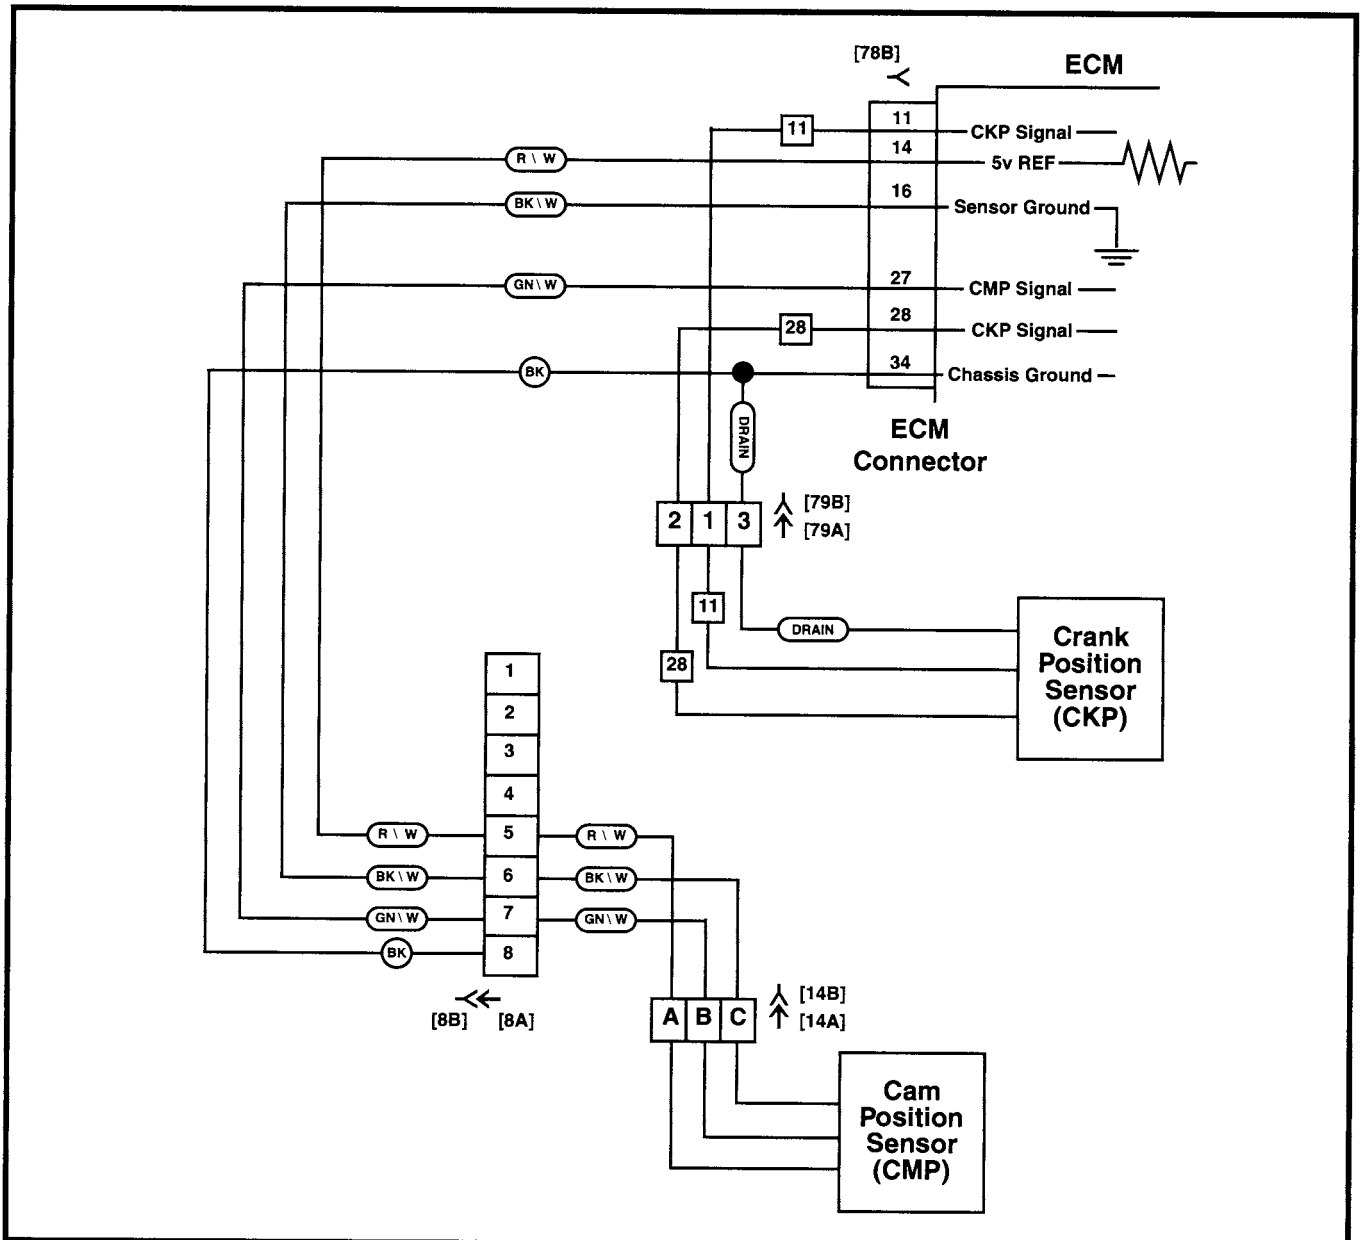 [78B]
ECM
11
11
CKP Signal
R \ W
14
5v REF
BK \ W
16
Sensor Ground
GN \ W
27
CMP Signal
28
28
CKP Signal
BK
34
Chassis Ground
DRAIN
ECM
Connector
2 1 3
[79B]
[79A]
11
DRAIN
28
Crank
Position
Sensor
(CKP)
1
2
3
4
R \ W
5
R \ W
BK \ W
6
BK \ W
GN \ W
7
GN \ W
BK
8
[8B] [8A]
A B C
[14B]
[14A]
Cam
Position
Sensor
(CMP)